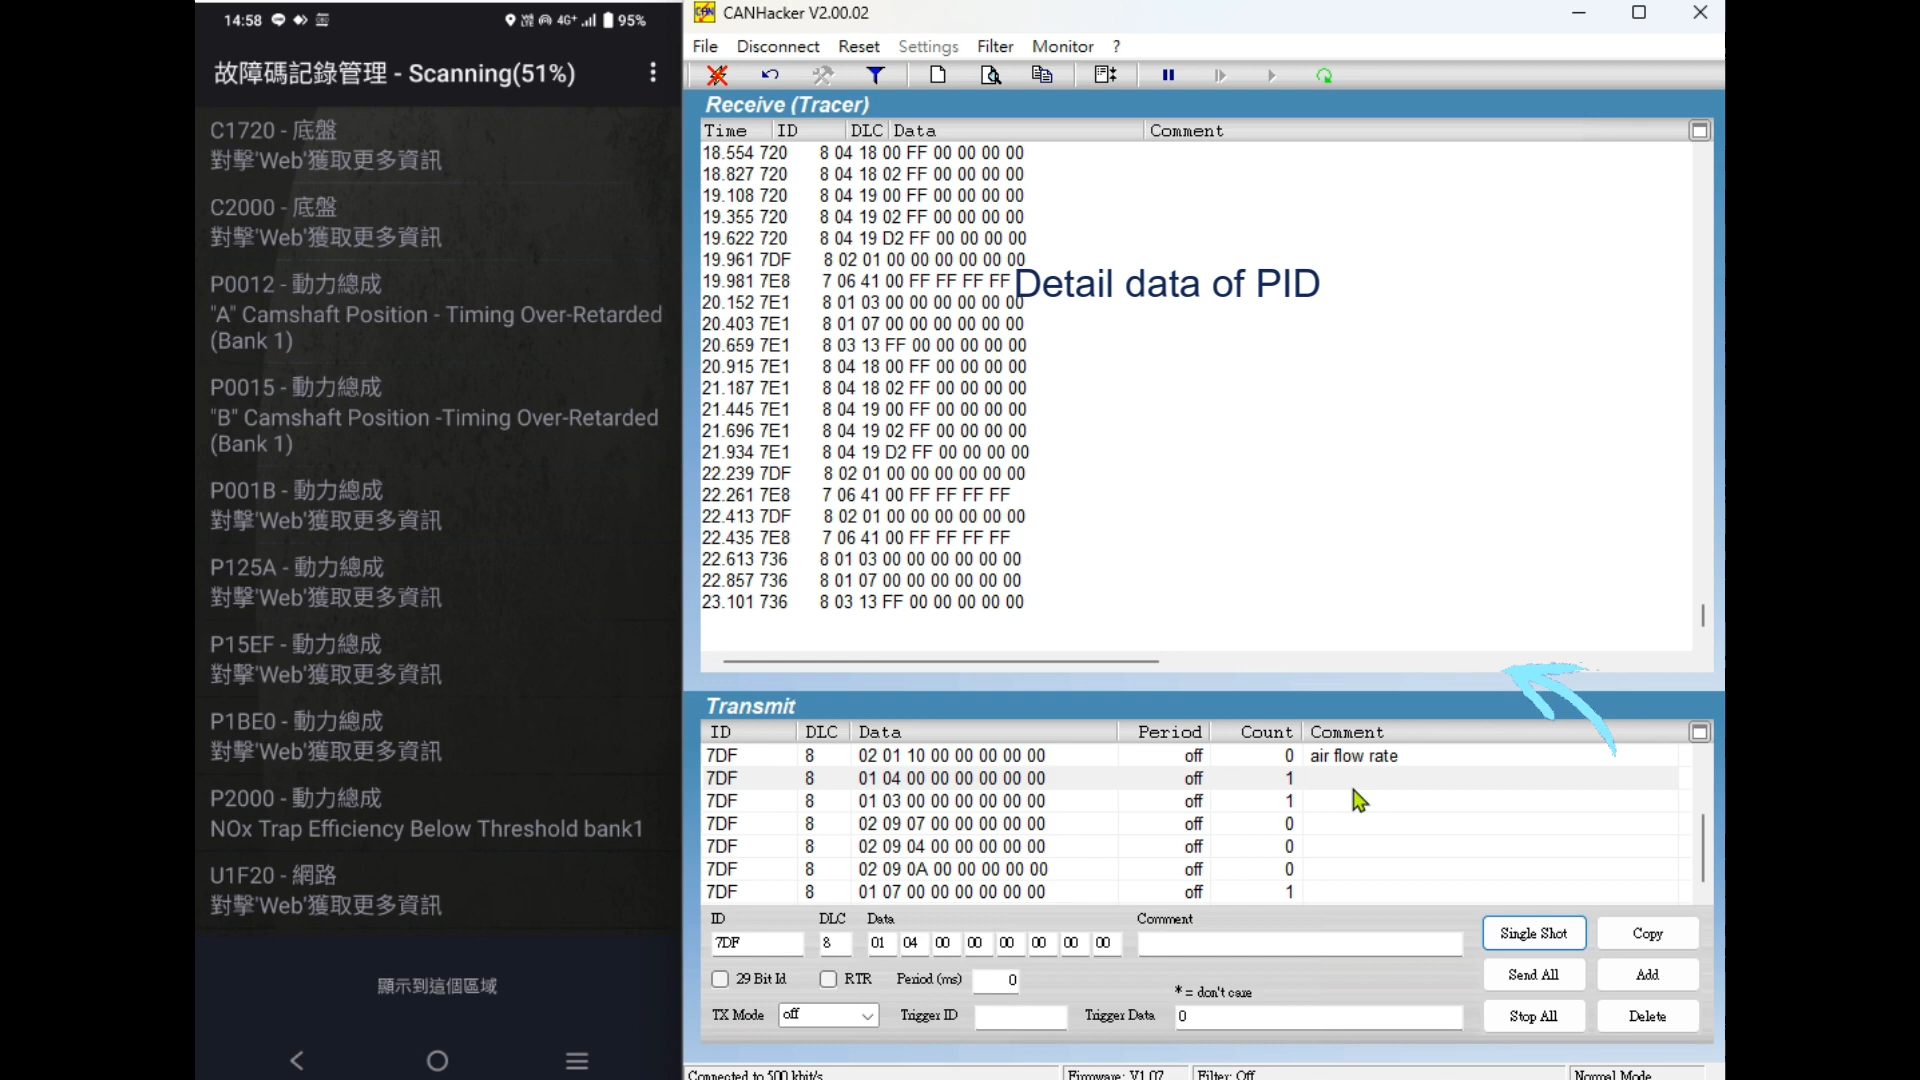 14:58 4G+ 95%
故障碼記錄管理 - Scanning(51%)
C1720 - 底盤
對擊'Web'獲取更多資訊
C2000 - 底盤
對擊'Web'獲取更多資訊
P0012 - 動力總成
"A" Camshaft Position - Timing Over-Retarded
(Bank 1)
P0015 - 動力總成
"B" Camshaft Position -Timing Over-Retarded
(Bank 1)
P001B - 動力總成
對擊'Web'獲取更多資訊
P125A - 動力總成
對擊'Web'獲取更多資訊
P15EF - 動力總成
對擊'Web'獲取更多資訊
P1BE0 - 動力總成
對擊'Web'獲取更多資訊
P2000 - 動力總成
NOx Trap Efficiency Below Threshold bank1
U1F20 - 網路
對擊'Web'獲取更多資訊
顯示到這個區域
CAN CANHacker V2.00.02
File Disconnect Reset Settings Filter Monitor ?
Receive (Tracer)
Time ID DLC Data Comment
18.554 720 8 04 18 00 FF 00 00 00 00
18.827 720 8 04 18 02 FF 00 00 00 00
19.108 720 8 04 19 00 FF 00 00 00 00
19.355 720 8 04 19 02 FF 00 00 00 00
19.622 720 8 04 19 D2 FF 00 00 00 00
19.961 7DF 8 02 01 00 00 00 00 00 00
19.981 7E8 7 06 41 00 FF FF FF FF
Detail data of PID
20.152 7E1 8 01 03 00 00 00 00 00 00
20.403 7E1 8 01 07 00 00 00 00 00 00
20.659 7E1 8 03 13 FF 00 00 00 00 00
20.915 7E1 8 04 18 00 FF 00 00 00 00
21.187 7E1 8 04 18 02 FF 00 00 00 00
21.445 7E1 8 04 19 00 FF 00 00 00 00
21.696 7E1 8 04 19 02 FF 00 00 00 00
21.934 7E1 8 04 19 D2 FF 00 00 00 00
22.239 7DF 8 02 01 00 00 00 00 00 00
22.261 7E8 7 06 41 00 FF FF FF FF
22.413 7DF 8 02 01 00 00 00 00 00 00
22.435 7E8 7 06 41 00 FF FF FF FF
22.613 736 8 01 03 00 00 00 00 00 00
22.857 736 8 01 07 00 00 00 00 00 00
23.101 736 8 03 13 FF 00 00 00 00 00
Transmit
ID DLC Data Period Count Comment
7DF 8 02 01 10 00 00 00 00 00 off 0 air flow rate
7DF 8 01 04 00 00 00 00 00 00 off 1
7DF 8 01 03 00 00 00 00 00 00 off 1
7DF 8 02 09 07 00 00 00 00 00 off 0
7DF 8 02 09 04 00 00 00 00 00 off 0
7DF 8 02 09 0A 00 00 00 00 00 off 0
7DF 8 01 07 00 00 00 00 00 00 off 1
ID DLC Data Comment
7DF 8 01 04 00 00 00 00 00 00 Single Shot Copy
29 Bit Id RTR Period (ms) 0 Send All Add
* = don't care
TX Mode off Trigger ID Trigger Data 0 Stop All Delete
Connected to 500 kbit/s Firmware: V1.07 Filter: Off Normal Mode